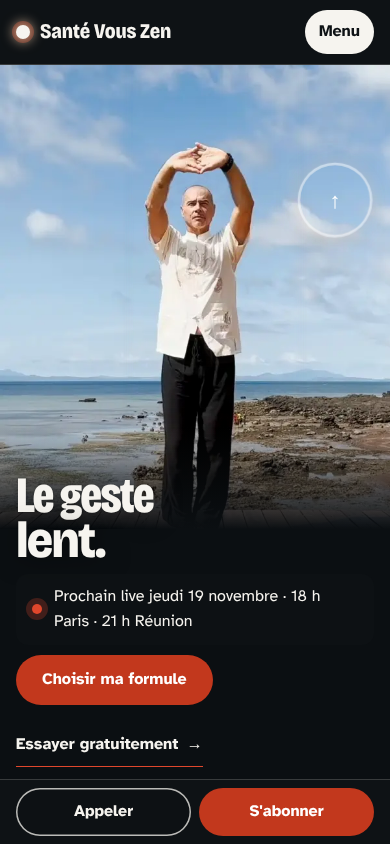 Santé Vous Zen
Menu
↑
Le geste
lent.
Prochain live jeudi 19 novembre · 18 h
Paris · 21 h Réunion
Choisir ma formule
Essayer gratuitement →
Appeler
S'abonner